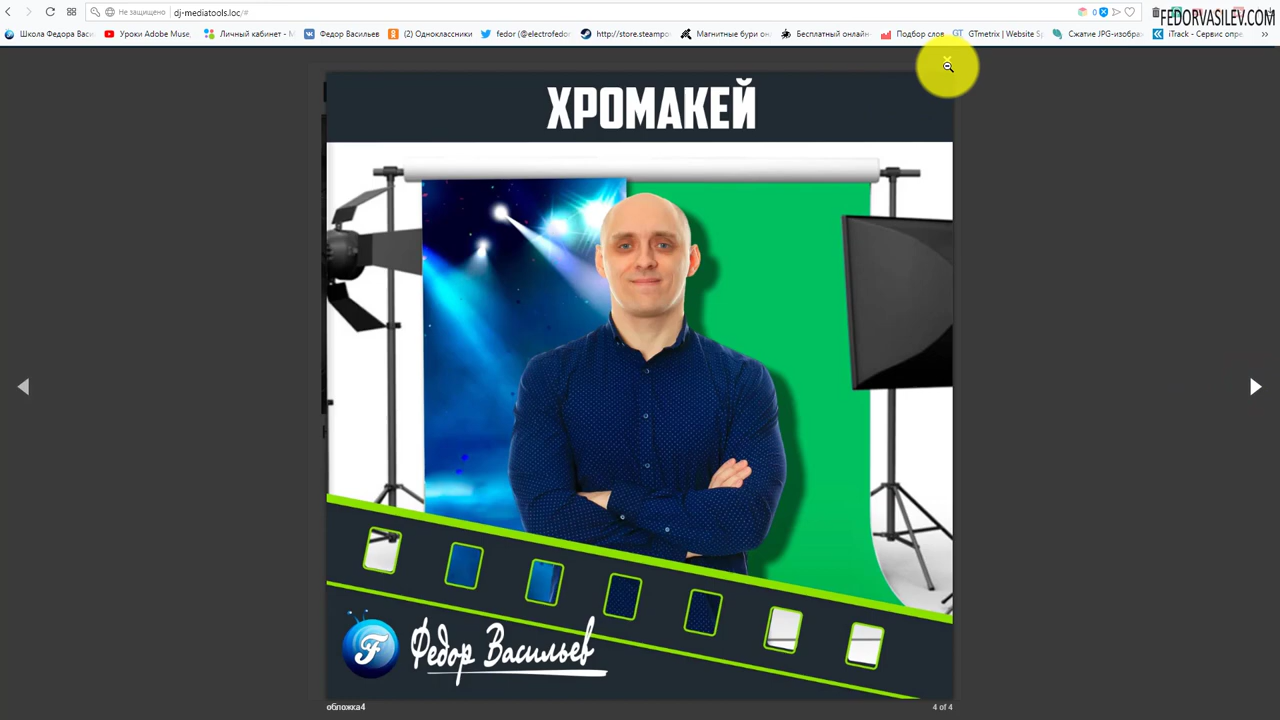 Не защищено dj-mediatools.loc/# 0
FEDORVASILEV.COM
Школа Федора Васи. Уроки Adobe Muse, Личный кабинет - М Федор Васильев (2) Одноклассники fedor (@electrofedor http://store.steampo Магнитные бури он Бесплатный онлайн- Подбор слов GT GTmetrix | Website S Сжатие JPG-изобра iTrack - Сервис опре. »
ХРОМАКЕЙ
F Федор Васильев
обложка4 4 of 4